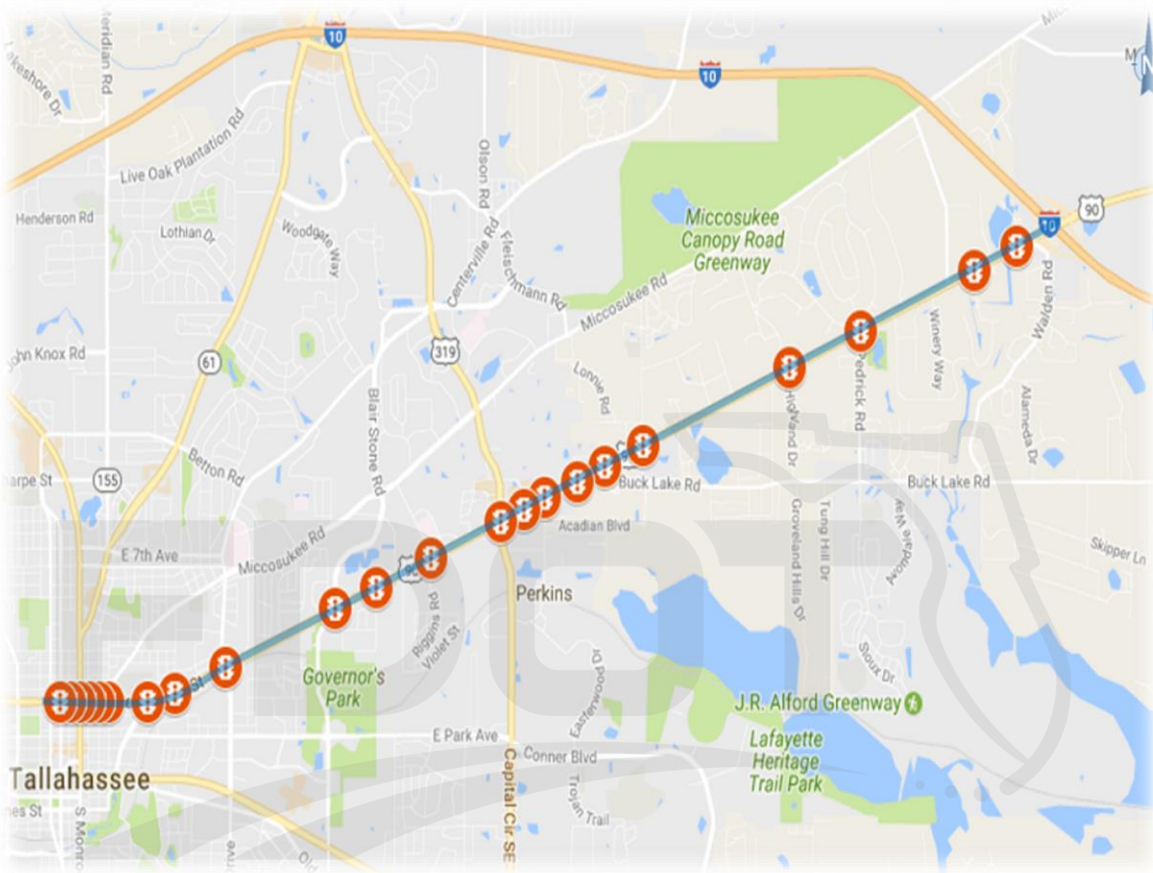 10
Meridian Rd
Lakeshore Dr
10
Live Oak Plantation Rd
Olson Rd
90
Henderson Rd
Lothian Dr
Woodgate Way
Centerville Rd
Fleischmann Rd
Miccosukee
Canopy Road
Greenway
10
Walden Rd
Miccosukee Rd
John Knox Rd
61
319
Lonnie Rd
Pedrick Rd
Winery Way
Blair Stone Rd
Highland Dr
Alameda Dr
Betton Rd
155
Buck Lake Rd
Buck Lake Rd
Acadian Blvd
Groveland Hills Dr
Tung Hill Dr
E 7th Ave
Miccosukee Rd
90
Skipper Ln
Perkins
Riggins Rd
Violet St
Governor's
Park
Easterwood Dr
Sioux Dr
J.R. Alford Greenway
E Park Ave
Conner Blvd
Lafayette
Heritage
Trail Park
Tallahassee
Capital Cir SE
Trojan Trail
N